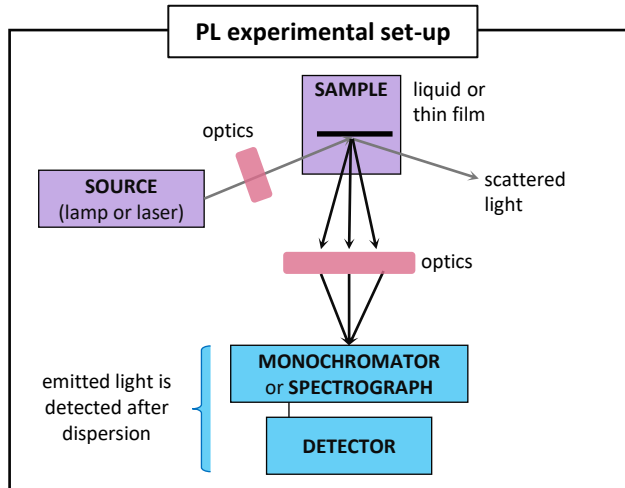 PL experimental set-up
SAMPLE
liquid or
thin film
optics
SOURCE
(lamp or laser)
scattered
light
optics
MONOCHROMATOR
or SPECTROGRAPH
emitted light is
detected after
dispersion
DETECTOR